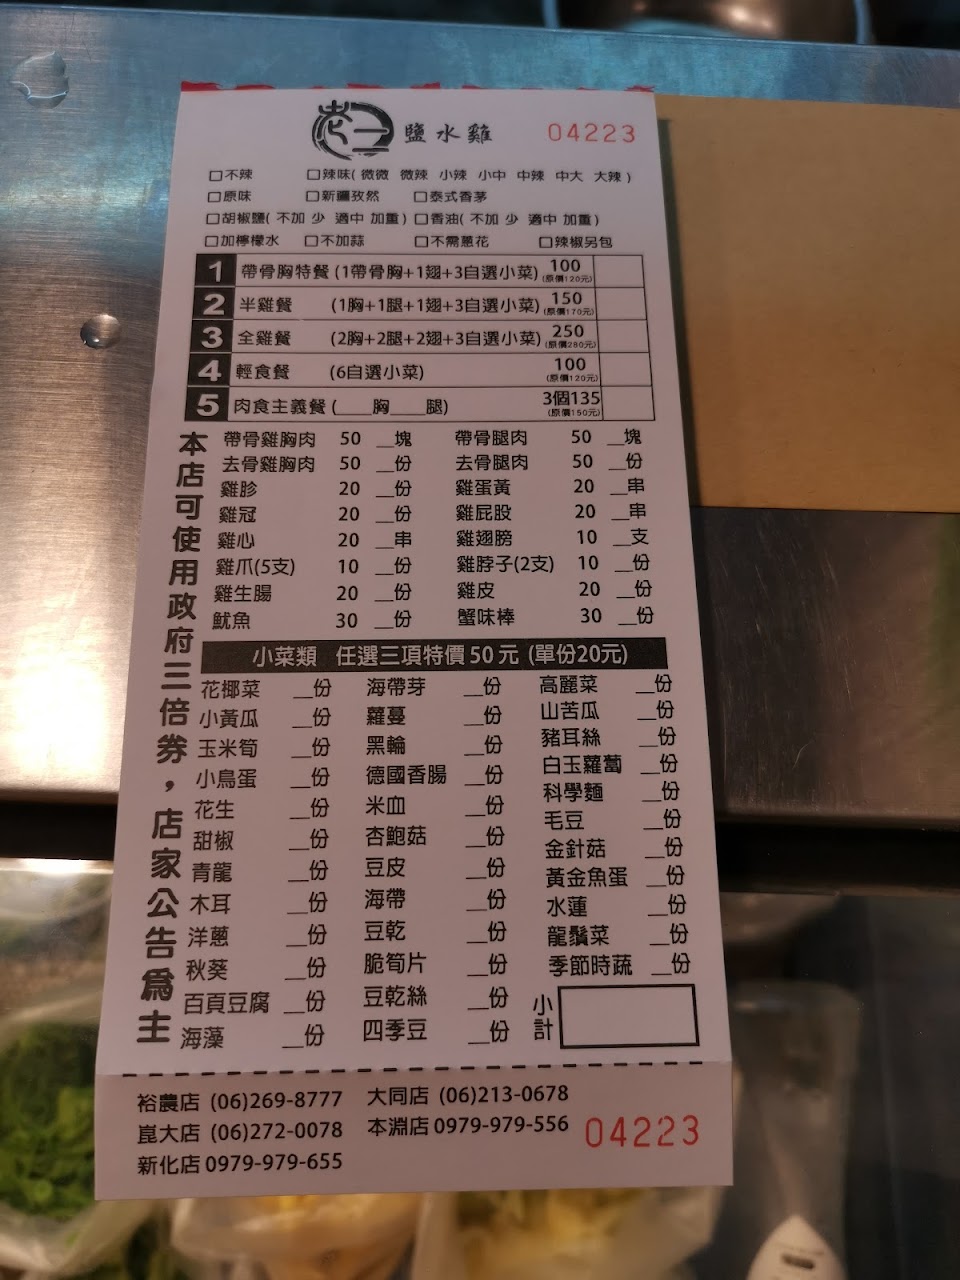 老二 鹽水雞 04223
□不辣 □辣味( 微微 微辣 小辣 小中 中辣 中大 大辣 )
□原味 □新疆孜然 □泰式香茅
□胡椒鹽( 不加 少 適中 加重 ) □香油( 不加 少 適中 加重 )
□加檸檬水 □不加蒜 □不需蔥花 □辣椒另包
1 帶骨胸特餐 (1帶骨胸+1翅+3自選小菜) 100 (原價120元)
2 半雞餐 (1胸+1腿+1翅+3自選小菜) 150 (原價170元)
3 全雞餐 (2胸+2腿+2翅+3自選小菜) 250 (原價280元)
4 輕食餐 (6自選小菜) 100 (原價120元)
5 肉食主義餐 (___胸___腿) 3個135 (原價150元)
本店可使用政府三倍券，店家公告為主
帶骨雞胸肉 50 __塊 帶骨腿肉 50 __塊
去骨雞胸肉 50 __份 去骨腿肉 50 __份
雞胗 20 __份 雞蛋黃 20 __串
雞冠 20 __份 雞屁股 20 __串
雞心 20 __串 雞翅膀 10 __支
雞爪(5支) 10 __份 雞脖子(2支) 10 __份
雞生腸 20 __份 雞皮 20 __份
魷魚 30 __份 蟹味棒 30 __份
小菜類 任選三項特價50元 (單份20元)
花椰菜 __份 海帶芽 __份 高麗菜 __份
小黃瓜 __份 蘿蔓 __份 山苦瓜 __份
玉米筍 __份 黑輪 __份 豬耳絲 __份
小鳥蛋 __份 德國香腸 __份 白玉蘿蔔 __份
花生 __份 米血 __份 科學麵 __份
甜椒 __份 杏鮑菇 __份 毛豆 __份
青龍 __份 豆皮 __份 金針菇 __份
木耳 __份 海帶 __份 黃金魚蛋 __份
洋蔥 __份 豆乾 __份 水蓮 __份
秋葵 __份 脆筍片 __份 龍鬚菜 __份
百頁豆腐 __份 豆乾絲 __份 季節時蔬 __份
海藻 __份 四季豆 __份 小計
裕農店 (06)269-8777 大同店 (06)213-0678
崑大店 (06)272-0078 本淵店0979-979-556 04223
新化店0979-979-655